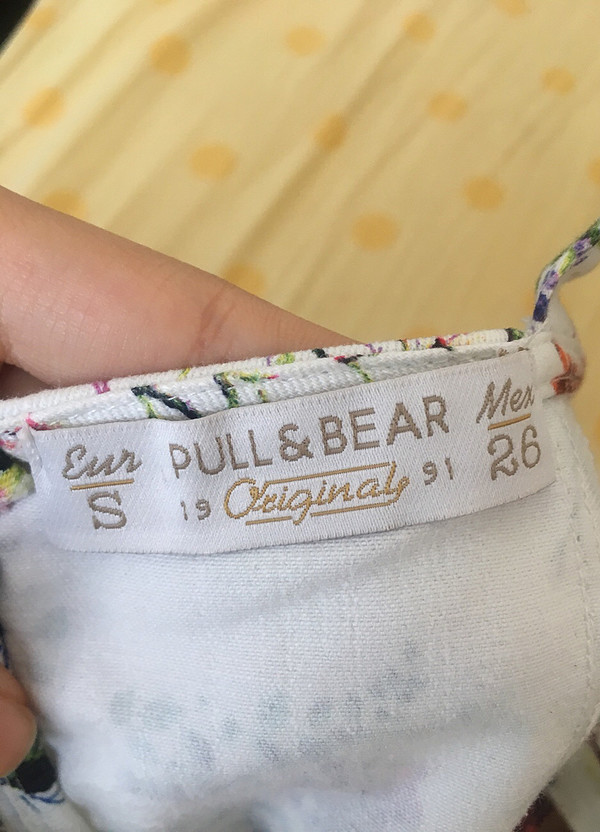 Eur
S
PULL&BEAR
19 Originals 91
Mex
26